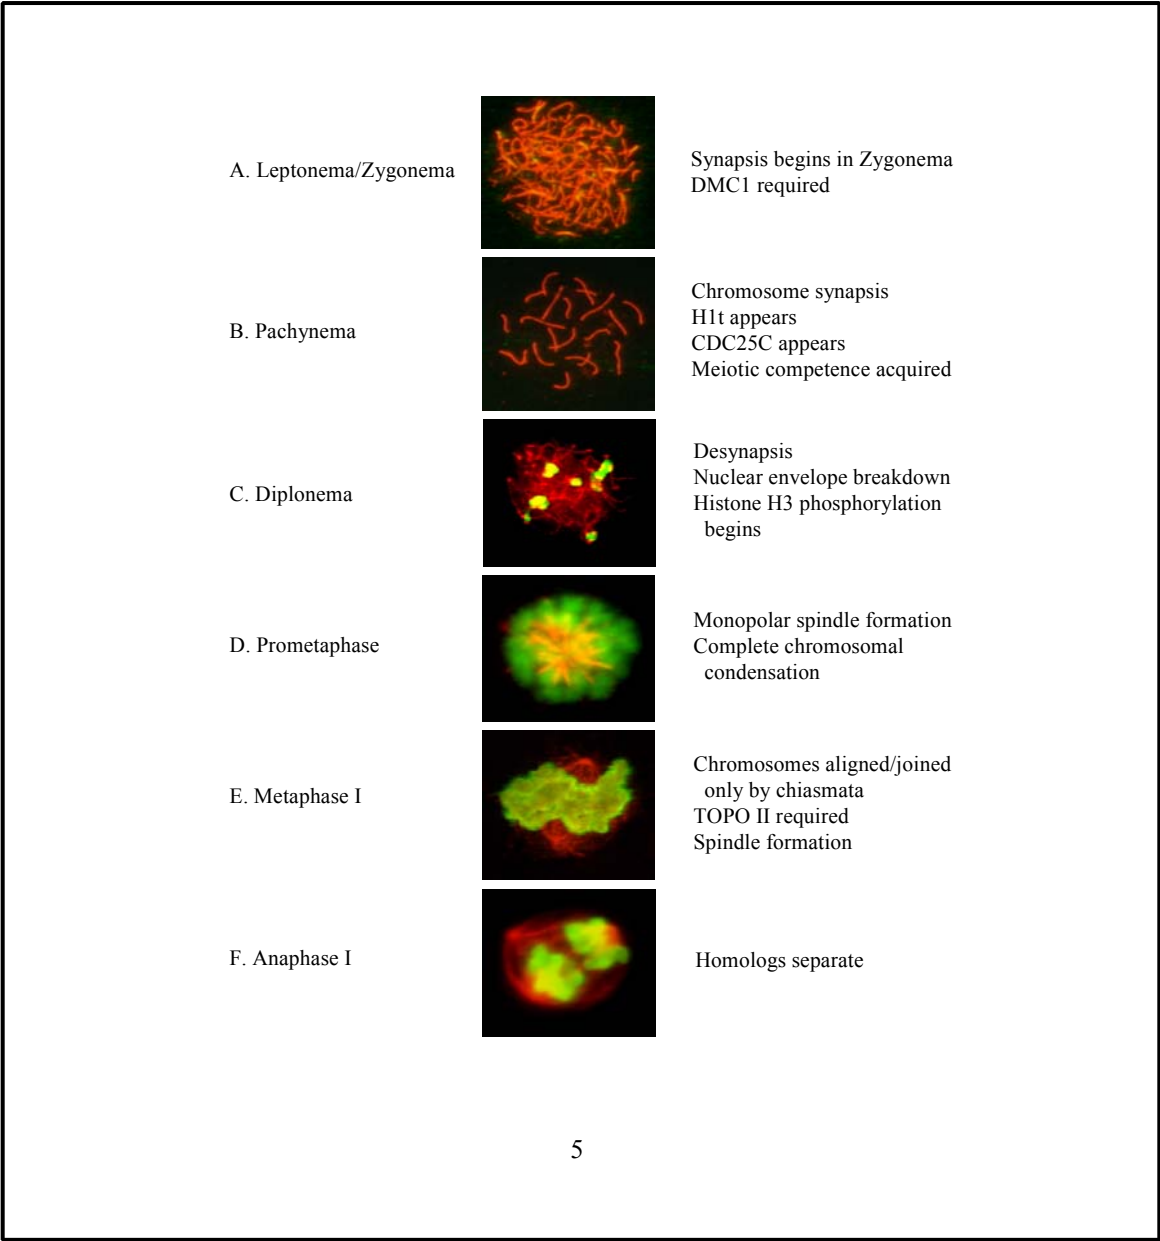 A. Leptonema/Zygonema
Synapsis begins in Zygonema
DMC1 required
B. Pachynema
Chromosome synapsis
H1t appears
CDC25C appears
Meiotic competence acquired
C. Diplonema
Desynapsis
Nuclear envelope breakdown
Histone H3 phosphorylation
begins
D. Prometaphase
Monopolar spindle formation
Complete chromosomal
condensation
E. Metaphase I
Chromosomes aligned/joined
only by chiasmata
TOPO II required
Spindle formation
F. Anaphase I
Homologs separate
5